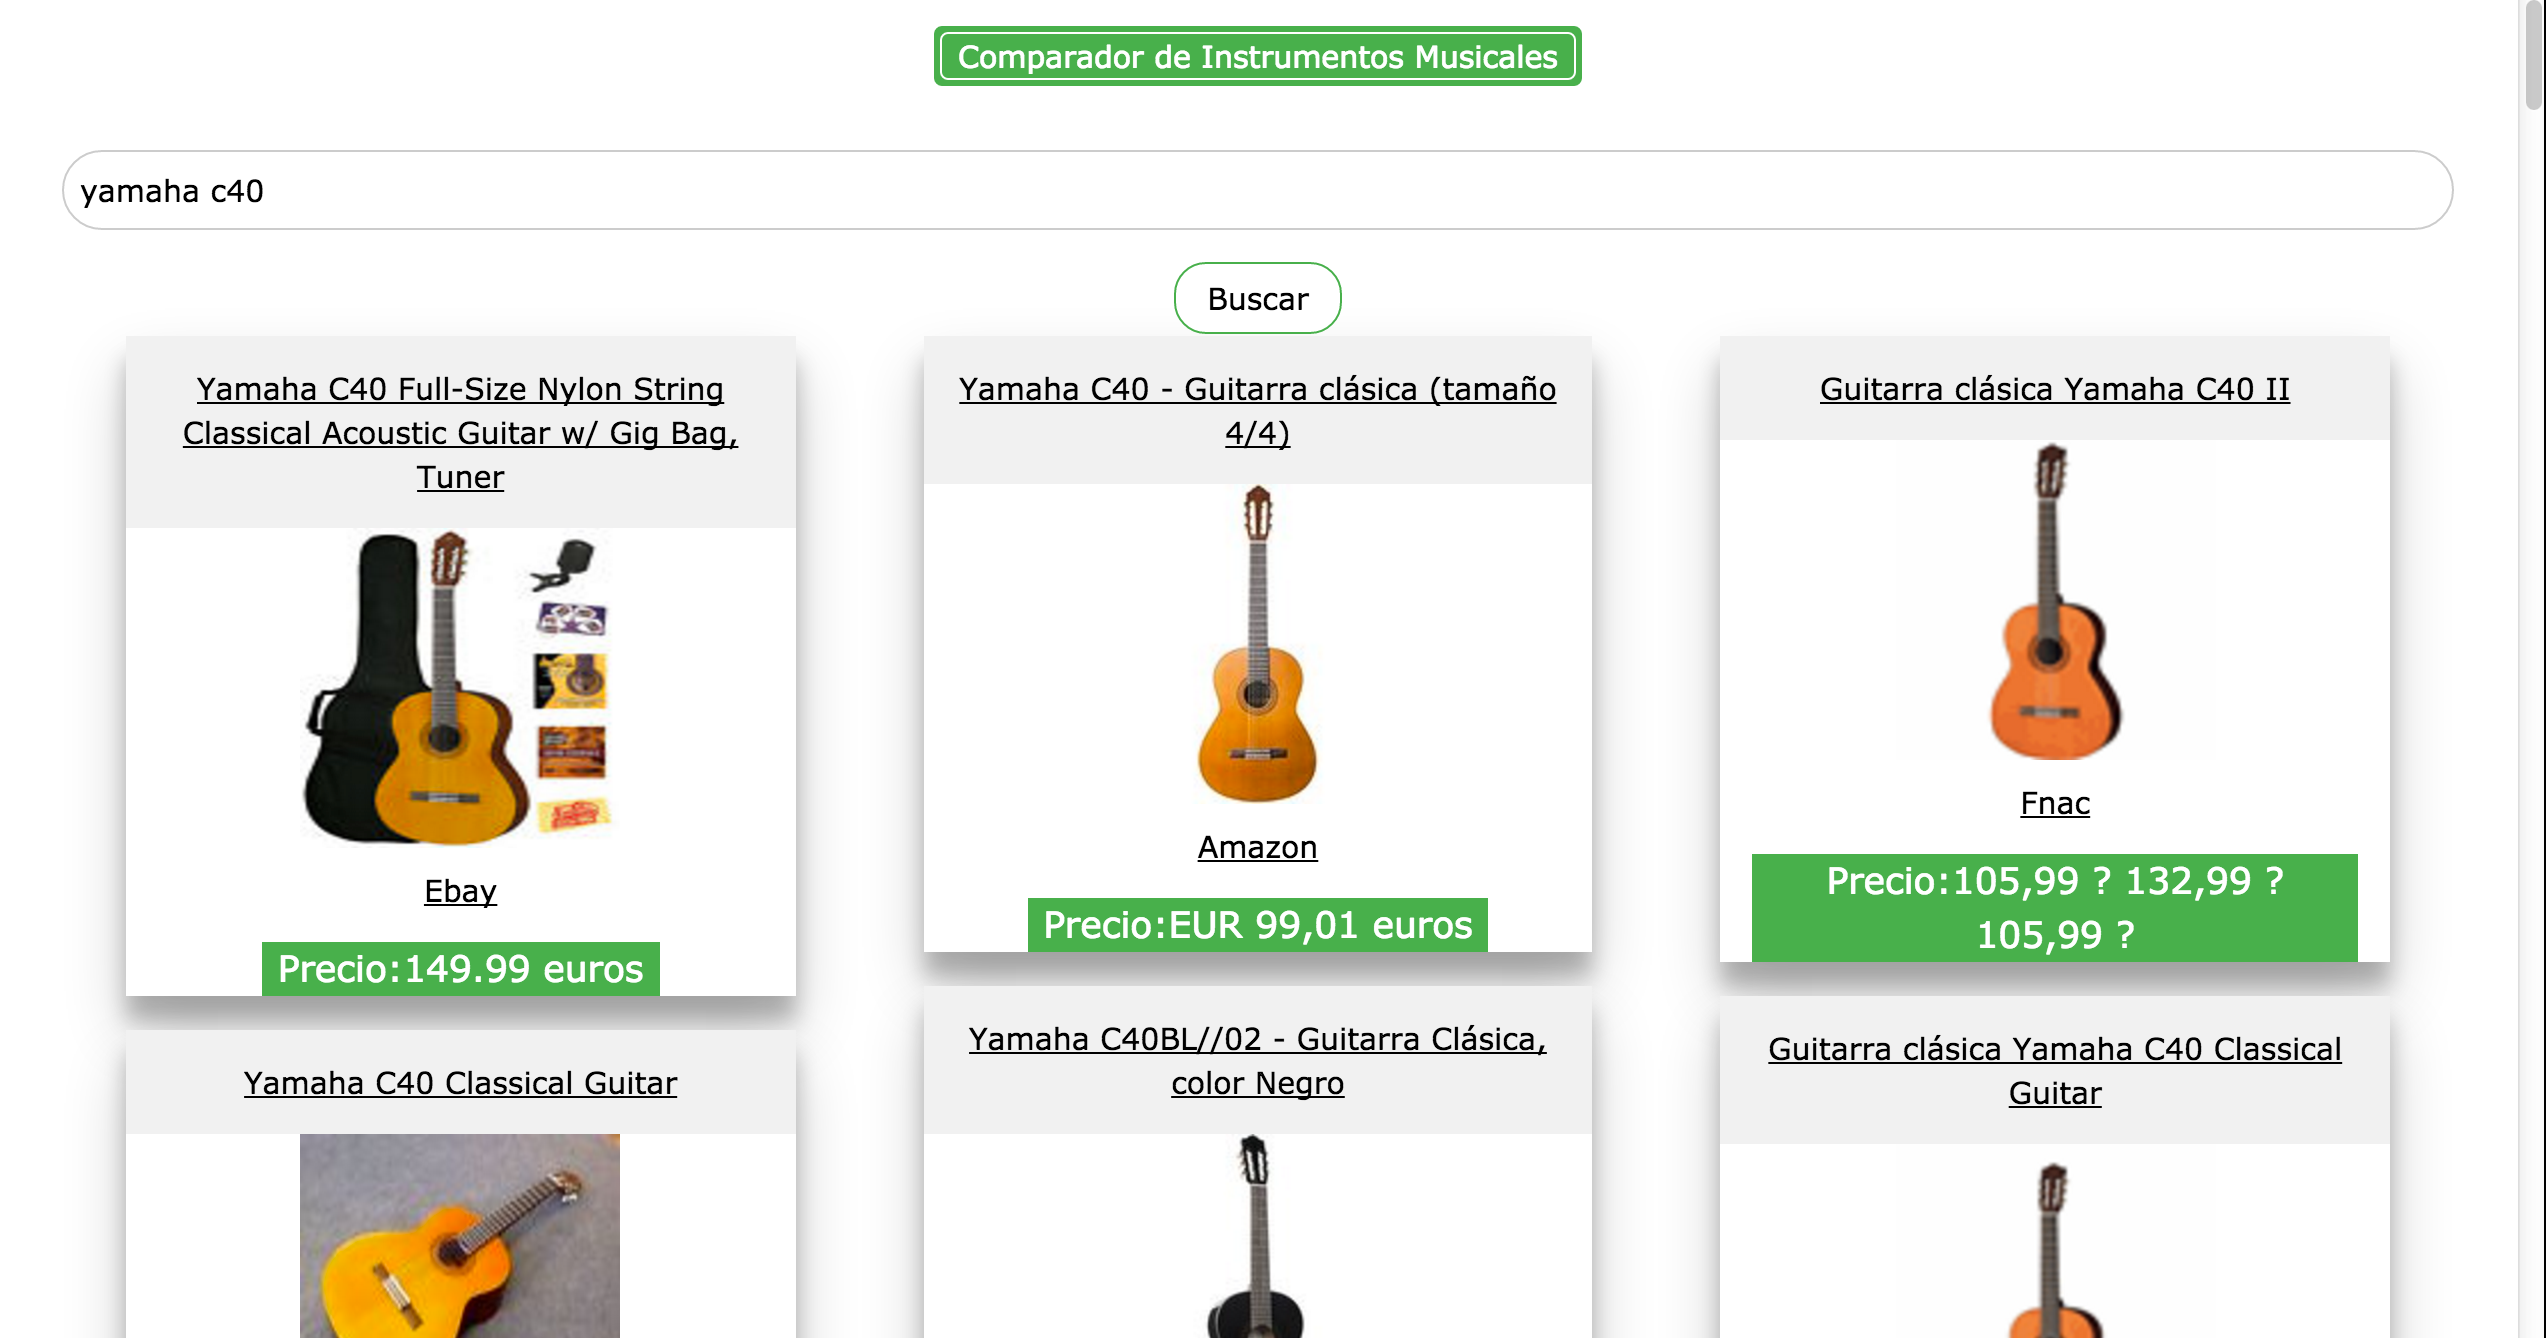 Comparador de Instrumentos Musicales
yamaha c40
Buscar
Yamaha C40 Full-Size Nylon String
Classical Acoustic Guitar w/ Gig Bag,
Tuner
Ebay
Precio:149.99 euros
Yamaha C40 - Guitarra clásica (tamaño
4/4)
Amazon
Precio:EUR 99,01 euros
Guitarra clásica Yamaha C40 II
Fnac
Precio:105,99 ? 132,99 ?
105,99 ?
Yamaha C40 Classical Guitar
Yamaha C40BL//02 - Guitarra Clásica,
color Negro
Guitarra clásica Yamaha C40 Classical
Guitar